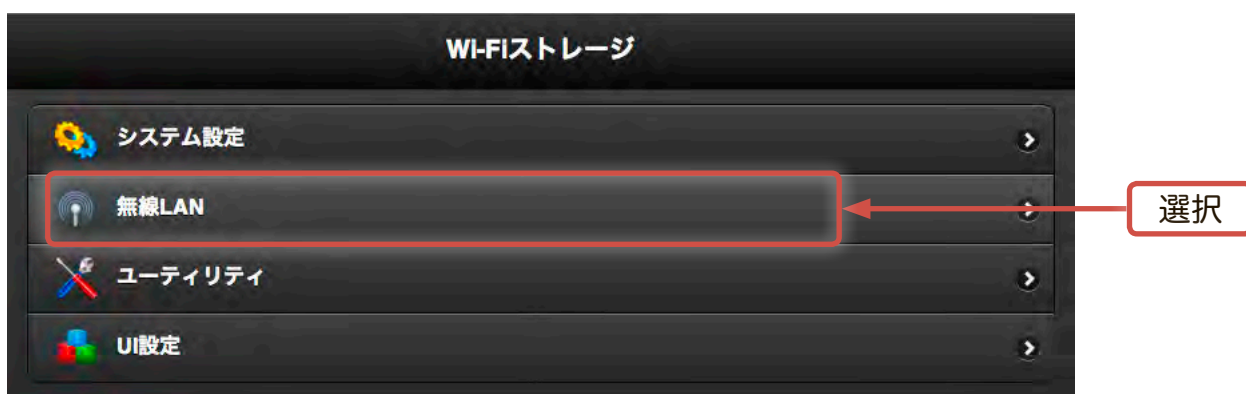 Wi-Fiストレージ
システム設定
無線LAN
選択
ユーティリティ
UI設定